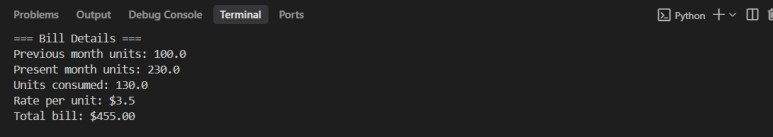 Problems Output Debug Console Terminal Ports Python
=== Bill Details ===
Previous month units: 100.0
Present month units: 230.0
Units consumed: 130.0
Rate per unit: $3.5
Total bill: $455.00